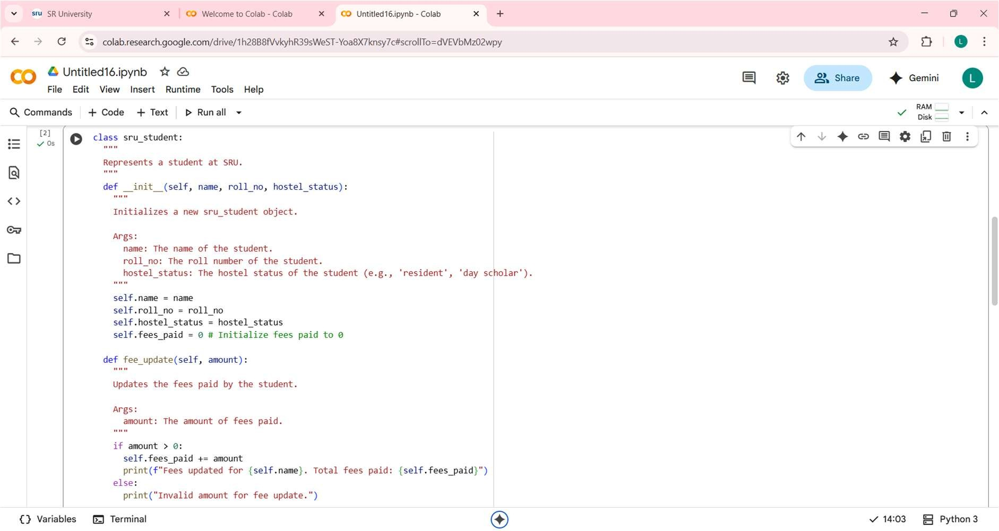 sru SR University
Welcome to Colab - Colab
Untitled16.ipynb - Colab
colab.research.google.com/drive/1h28B8fVvkyhR39sWeST-Yoa8X7knsy7c#scrollTo=dVEVbMz02wpy
L
Untitled16.ipynb
File Edit View Insert Runtime Tools Help
Share
Gemini
L
Commands + Code + Text Run all
RAM
Disk
[2]
0s
class sru_student:
"""
Represents a student at SRU.
"""
def __init__(self, name, roll_no, hostel_status):
"""
Initializes a new sru_student object.
Args:
name: The name of the student.
roll_no: The roll number of the student.
hostel_status: The hostel status of the student (e.g., 'resident', 'day scholar').
"""
self.name = name
self.roll_no = roll_no
self.hostel_status = hostel_status
self.fees_paid = 0 # Initialize fees paid to 0
def fee_update(self, amount):
"""
Updates the fees paid by the student.
Args:
amount: The amount of fees paid.
"""
if amount > 0:
self.fees_paid += amount
print(f"Fees updated for {self.name}. Total fees paid: {self.fees_paid}")
else:
print("Invalid amount for fee update.")
{} Variables Terminal
14:03 Python 3